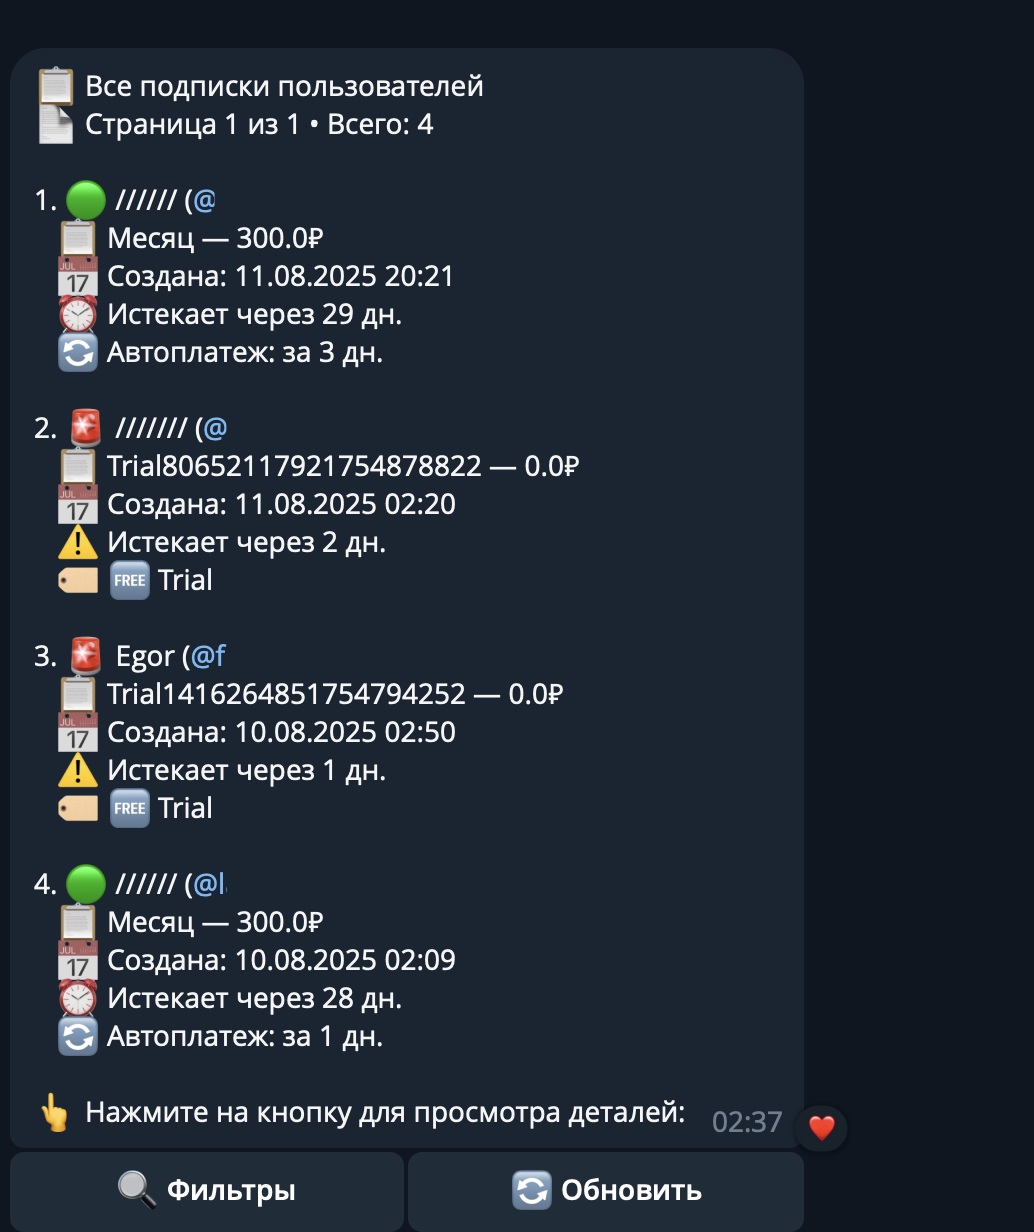 Все подписки пользователей
Страница 1 из 1 • Всего: 4
1. ////// (@
Месяц — 300.0₽
Создана: 11.08.2025 20:21
Истекает через 29 дн.
Автоплатеж: за 3 дн.
2. /////// (@
Trial80652117921754878822 — 0.0₽
Создана: 11.08.2025 02:20
Истекает через 2 дн.
FREE Trial
3. Egor (@f
Trial1416264851754794252 — 0.0₽
Создана: 10.08.2025 02:50
Истекает через 1 дн.
FREE Trial
4. ////// (@l
Месяц — 300.0₽
Создана: 10.08.2025 02:09
Истекает через 28 дн.
Автоплатеж: за 1 дн.
Нажмите на кнопку для просмотра деталей: 02:37
Фильтры
Обновить